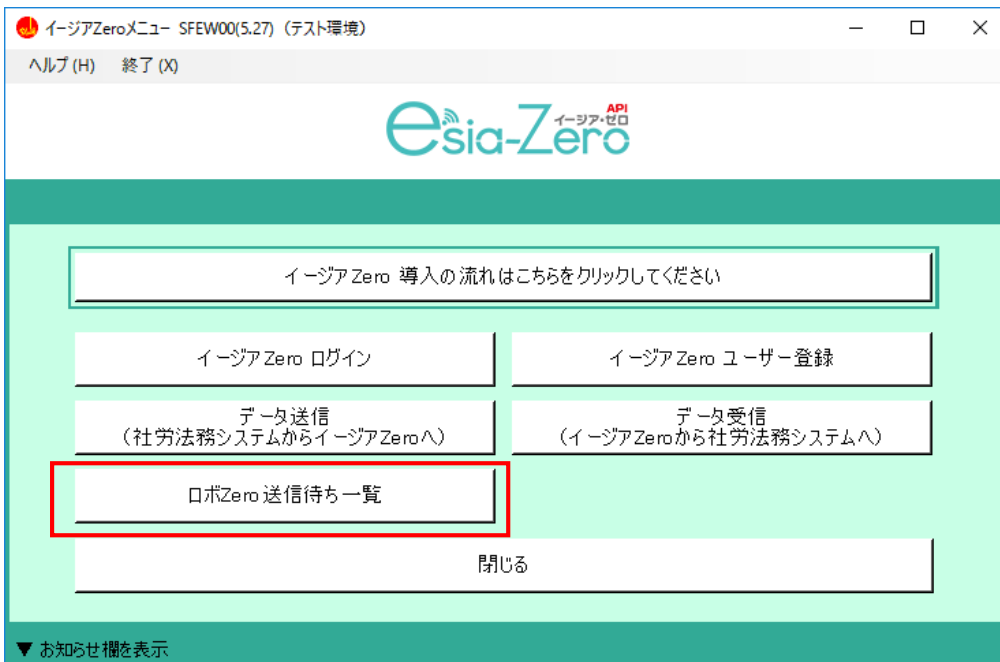 イージアZeroメニュー SFEW00(5.27)（テスト環境）
ヘルプ(H) 終了(X)
API
イージア・ゼロ
esia-Zero
イージアZero 導入の流れはこちらをクリックしてください
イージアZero ログイン
イージアZero ユーザー登録
データ送信
（社労法務システムからイージアZeroへ）
データ受信
（イージアZeroから社労法務システムへ）
ロボZero送信待ち一覧
閉じる
▼ お知らせ欄を表示